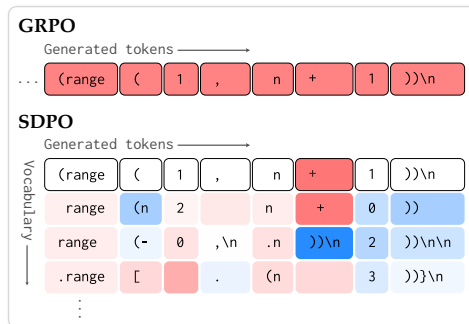 GRPO
Generated tokens
... (range ( 1 , n + 1 ))\n
SDPO
Generated tokens
Vocabulary
(range ( 1 , n + 1 ))\n
range (n 2 n + 0 ))
range (- 0 ,\n .n ))\n 2 ))\n\n
.range [ . (n 3 ))}\n
⋮